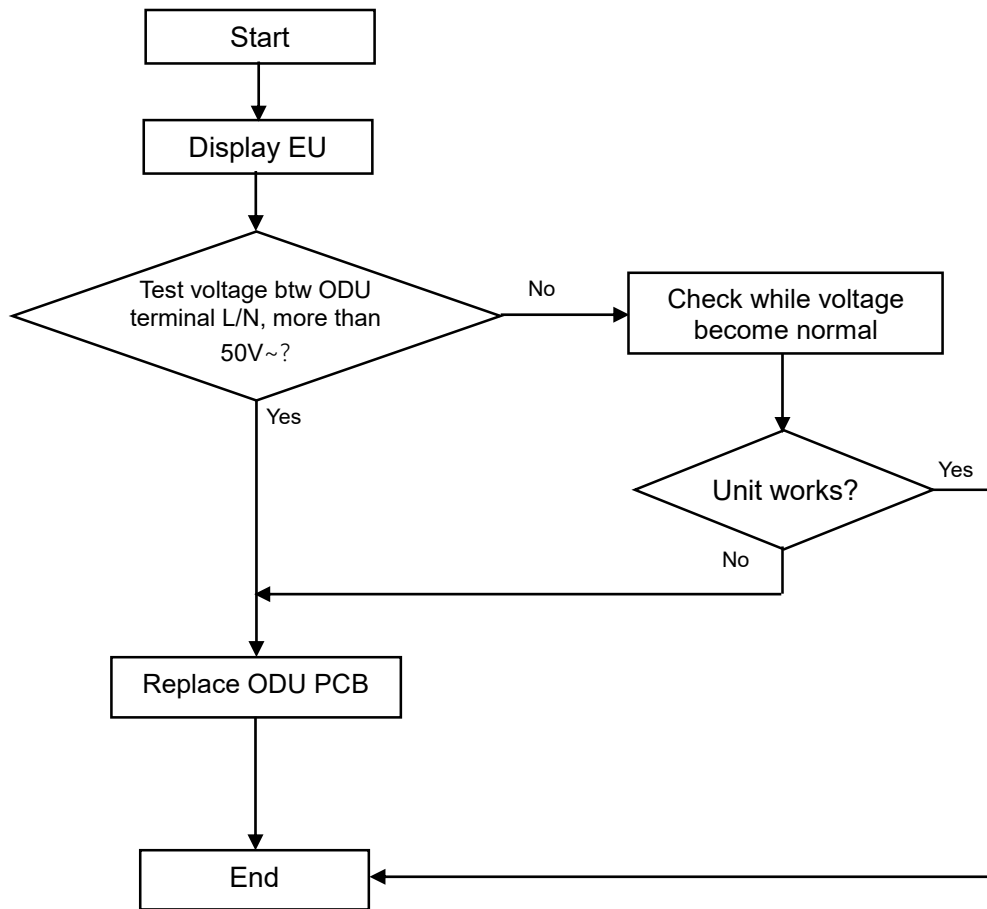 Start
Display EU
Test voltage btw ODU
terminal L/N, more than
50V~?
No
Check while voltage
become normal
Yes
Unit works?
Yes
No
Replace ODU PCB
End